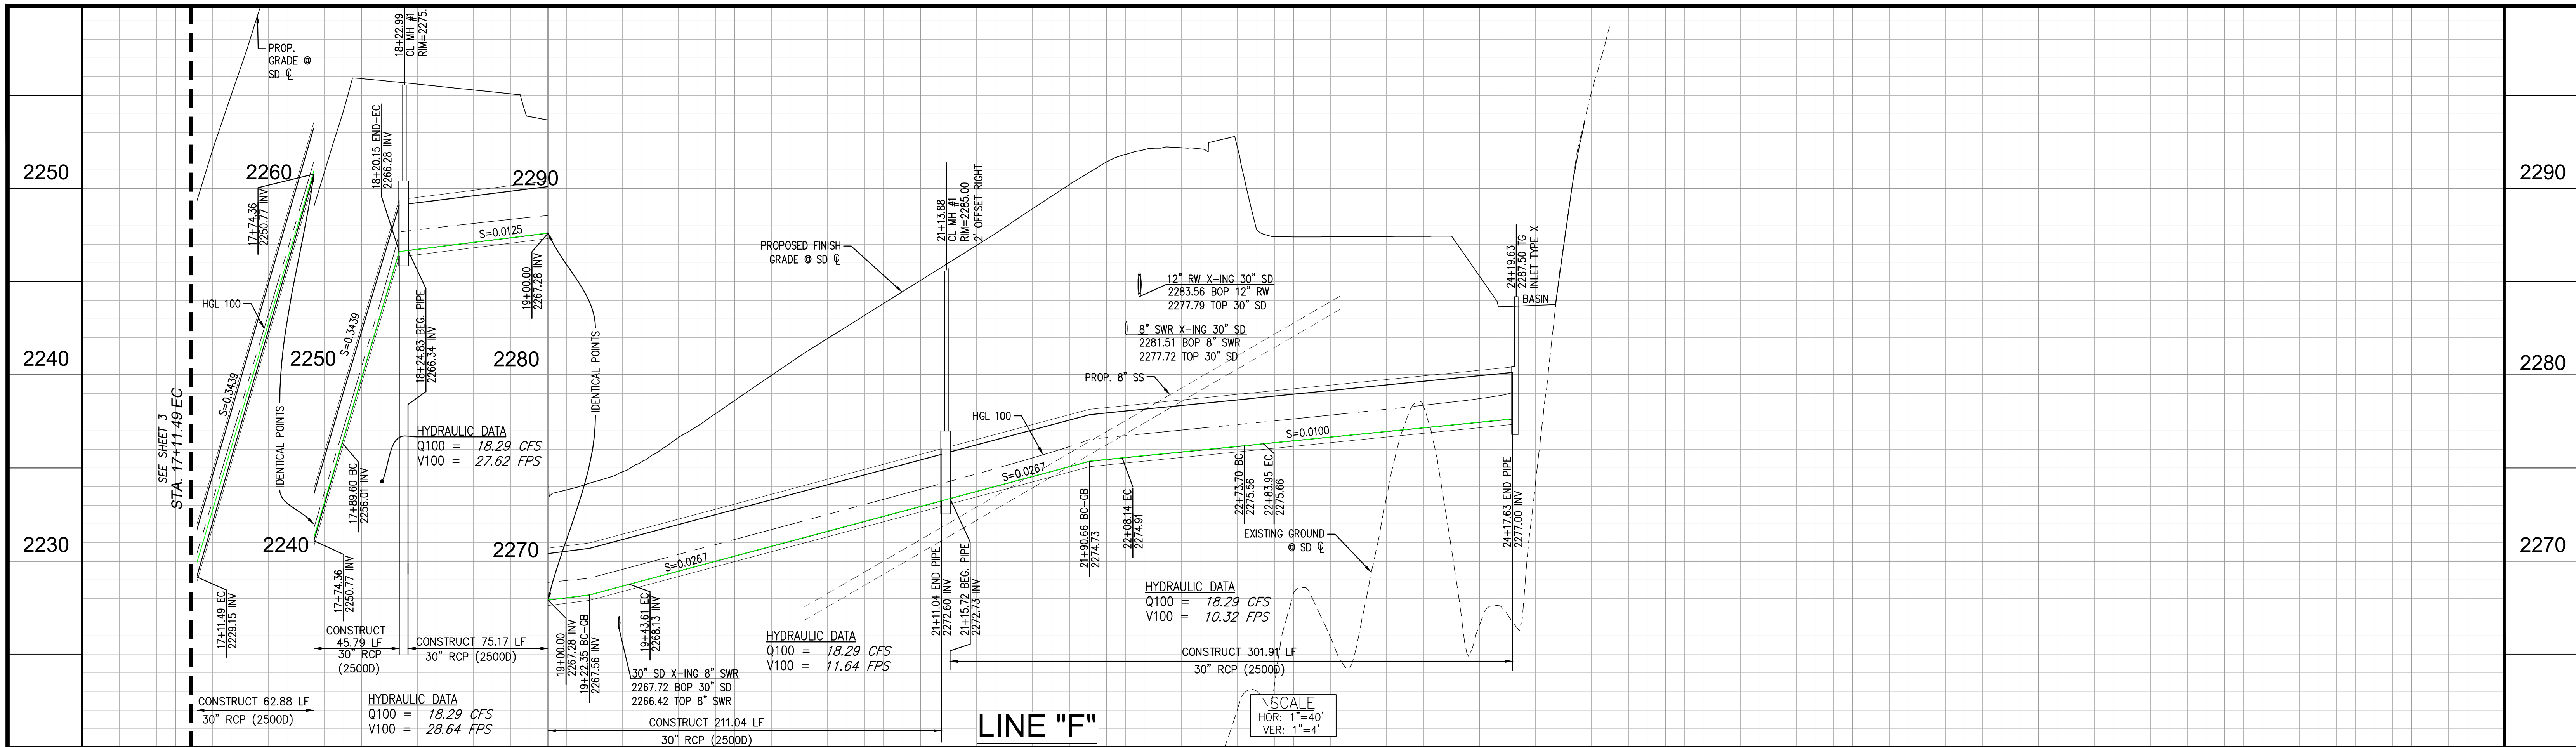 2250
2240
2230
SEE SHEET 3
STA. 17+11.49 EC
PROP.
GRADE @
SD ℄
2260
17+74.36
2250.77 INV
HGL 100
S=0.3439
IDENTICAL POINTS
17+11.49 EC
2229.15 INV
CONSTRUCT 62.88 LF
30" RCP (2500D)
18+22.99
CL MH #1
RIM=2275.
18+20.15 END-EC
2266.28 INV
2250
S=0.3439
2240
17+89.60 BC
2256.01 INV
17+74.36
2250.77 INV
CONSTRUCT
45.79 LF
30" RCP
(2500D)
HYDRAULIC DATA
Q100 = 18.29 CFS
V100 = 28.64 FPS
2290
S=0.0125
18+24.83 BEG. PIPE
2266.34 INV
19+00.00
2267.28 INV
2280
HYDRAULIC DATA
Q100 = 18.29 CFS
V100 = 27.62 FPS
2270
CONSTRUCT 75.17 LF
30" RCP (2500D)
IDENTICAL POINTS
19+00.00
2267.28 INV
19+22.35 BC-GB
2267.56 INV
19+43.61 EC
2268.13 INV
S=0.0267
30" SD X-ING 8" SWR
2267.72 BOP 30" SD
2266.42 TOP 8" SWR
CONSTRUCT 211.04 LF
30" RCP (2500D)
PROPOSED FINISH
GRADE @ SD ℄
HYDRAULIC DATA
Q100 = 18.29 CFS
V100 = 11.64 FPS
21+13.88
CL MH #1
RIM=2285.00
2' OFFSET RIGHT
21+11.04 END PIPE
2272.60 INV
21+15.72 BEG. PIPE
2272.73 INV
HGL 100
S=0.0267
12" RW X-ING 30" SD
2283.56 BOP 12" RW
2277.79 TOP 30" SD
8" SWR X-ING 30" SD
2281.51 BOP 8" SWR
2277.72 TOP 30" SD
PROP. 8" SS
21+90.66 BC-GB
2274.73
22+08.14 EC
2274.91
22+73.70 BC
2275.56
22+83.95 EC
2275.66
S=0.0100
EXISTING GROUND
@ SD ℄
HYDRAULIC DATA
Q100 = 18.29 CFS
V100 = 10.32 FPS
CONSTRUCT 301.91 LF
30" RCP (2500D)
24+19.63
2287.50 TG
INLET TYPE X
BASIN
24+17.63 END PIPE
2277.00 INV
LINE "F"
SCALE
HOR: 1"=40'
VER: 1"=4'
2290
2280
2270